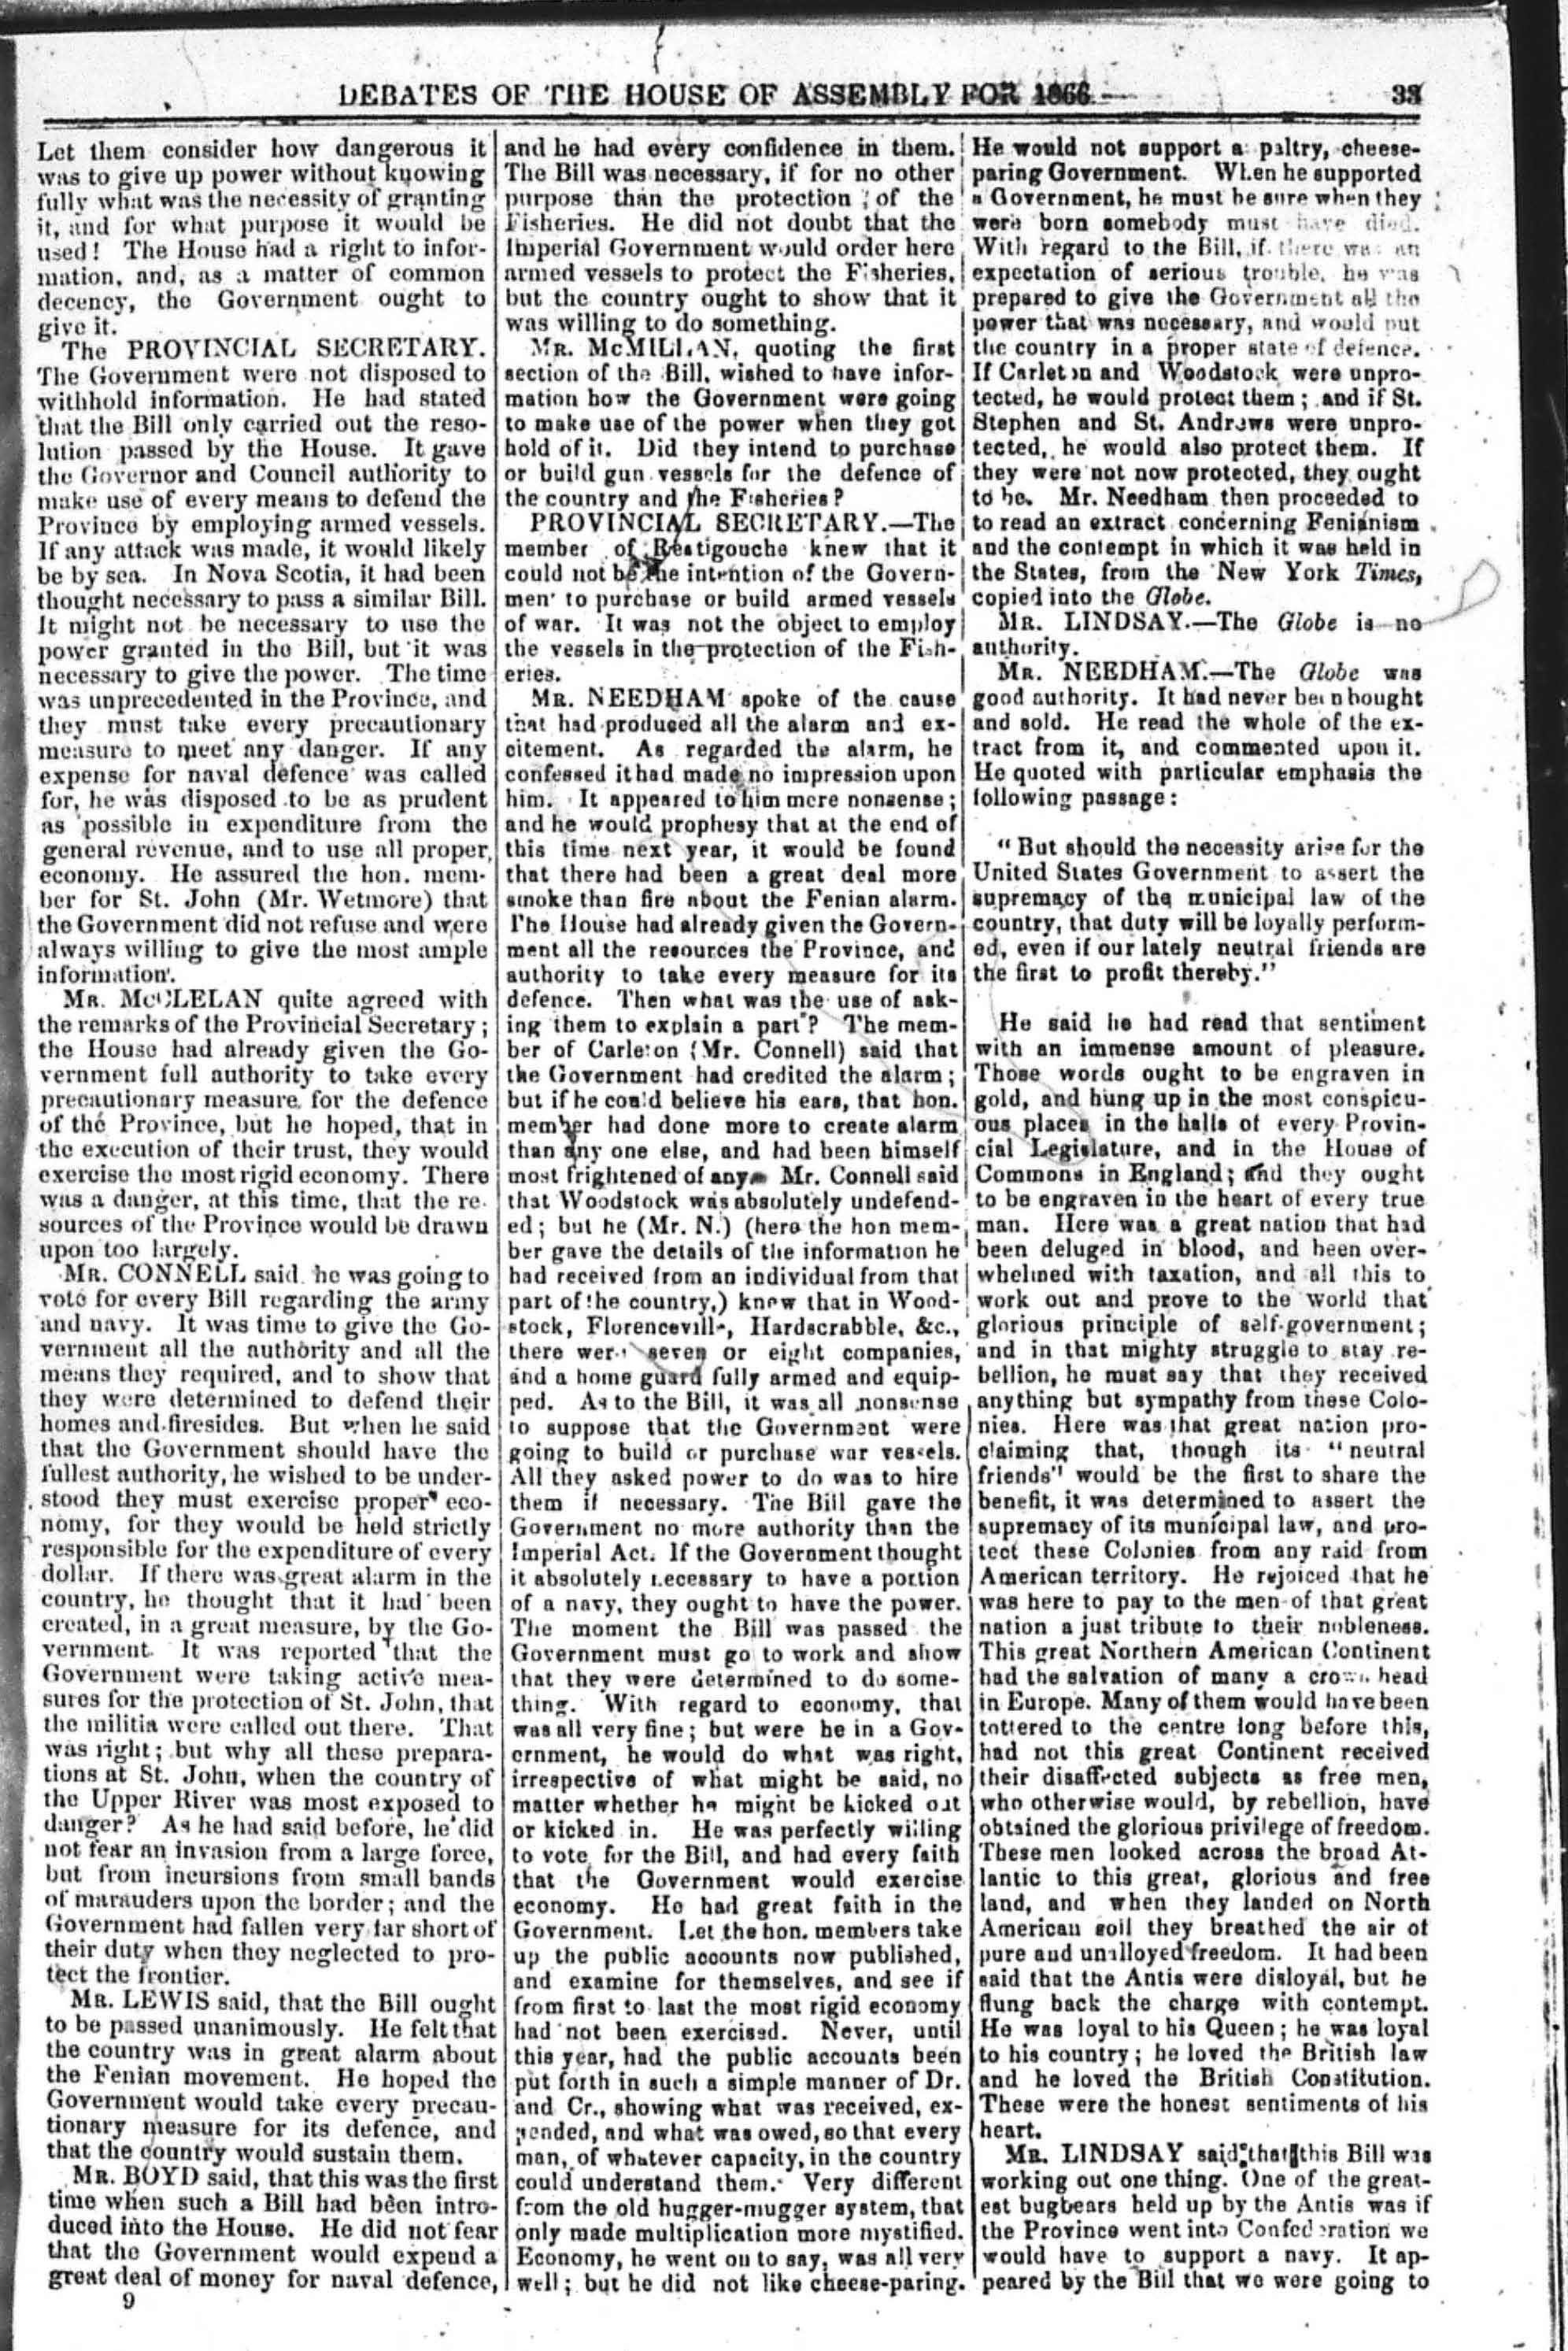 DEBATES OF THE HOUSE OF ASSEMBLY FOR 1866. 33
Let them consider how dangerous it
was to give up power without knowing
fully what was the necessity of granting
it, and for what purpose it would be
used! The House had a right to infor-
mation, and, as a matter of common
decency, the Government ought to
give it.
The PROVINCIAL SECRETARY.
The Government were not disposed to
withhold information. He had stated
that the Bill only carried out the reso-
lution passed by the House. It gave
the Governor and Council authority to
make use of every means to defend the
Province by employing armed vessels.
If any attack was made, it would likely
be by sea. In Nova Scotia, it had been
thought necessary to pass a similar Bill.
It might not be necessary to use the
power granted in the Bill, but it was
necessary to give the power. The time
was unprecedented in the Province, and
they must take every precautionary
measure to meet any danger. If any
expense for naval defence was called
for, he was disposed to be as prudent
as possible in expenditure from the
general revenue, and to use all proper
economy. He assured the hon. mem-
ber for St. John (Mr. Wetmore) that
the Government did not refuse and were
always willing to give the most ample
information.
MR. McCLELAN quite agreed with
the remarks of the Provincial Secretary;
the House had already given the Go-
vernment full authority to take every
precautionary measure for the defence
of the Province, but he hoped, that in
the execution of their trust, they would
exercise the most rigid economy. There
was a danger, at this time, that the re-
sources of the Province would be drawn
upon too largely.
MR. CONNELL said he was going to
vote for every Bill regarding the army
and navy. It was time to give the Go-
vernment all the authority and all the
means they required, and to show that
they were determined to defend their
homes and firesides. But when he said
that the Government should have the
fullest authority, he wished to be under-
stood they must exercise proper eco-
nomy, for they would be held strictly
responsible for the expenditure of every
dollar. If there was great alarm in the
country, he thought that it had been
created, in a great measure, by the Go-
vernment. It was reported that the
Government were taking active mea-
sures for the protection of St. John, that
the militia were called out there. That
was right; but why all these prepara-
tions at St. John, when the country of
the Upper River was most exposed to
danger? As he had said before, he did
not fear an invasion from a large force,
but from incursions from small bands
of marauders upon the border; and the
Government had fallen very far short of
their duty when they neglected to pro-
tect the frontier.
MR. LEWIS said, that the Bill ought
to be passed unanimously. He felt that
the country was in great alarm about
the Fenian movement. He hoped the
Government would take every precau-
tionary measure for its defence, and
that the country would sustain them.
MR. BOYD said, that this was the first
time when such a Bill had been intro-
duced into the House. He did not fear
that the Government would expend a
great deal of money for naval defence,
9
and he had every confidence in them.
The Bill was necessary, if for no other
purpose than the protection of the
Fisheries. He did not doubt that the
Imperial Government would order here
armed vessels to protect the Fisheries,
but the country ought to show that it
was willing to do something.
MR. McMILLAN, quoting the first
section of the Bill, wished to have infor-
mation how the Government were going
to make use of the power when they got
hold of it. Did they intend to purchase
or build gun vessels for the defence of
the country and the Fisheries?
PROVINCIAL SECRETARY.—The
member of Restigouche knew that it
could not be the intention of the Govern-
ment to purchase or build armed vessels
of war. It was not the object to employ
the vessels in the protection of the Fish-
eries.
MR. NEEDHAM spoke of the cause
that had produced all the alarm and ex-
citement. As regarded the alarm, he
confessed it had made no impression upon
him. It appeared to him mere nonsense;
and he would prophesy that at the end of
this time next year, it would be found
that there had been a great deal more
smoke than fire about the Fenian alarm.
The House had already given the Govern-
ment all the resources the Province, and
authority to take every measure for its
defence. Then what was the use of ask-
ing them to explain a part? The mem-
ber of Carleton (Mr. Connell) said that
the Government had credited the alarm;
but if he could believe his ears, that hon.
member had done more to create alarm
than any one else, and had been himself
most frightened of any. Mr. Connell said
that Woodstock was absolutely undefend-
ed; but he (Mr. N.) (here the hon mem-
ber gave the details of the information he
had received from an individual from that
part of the country,) knew that in Wood-
stock, Florenceville, Hardscrabble, &c.,
there were seven or eight companies,
and a home guard fully armed and equip-
ped. As to the Bill, it was all nonsense
to suppose that the Government were
going to build or purchase war vessels.
All they asked power to do was to hire
them if necessary. The Bill gave the
Government no more authority than the
Imperial Act. If the Government thought
it absolutely necessary to have a portion
of a navy, they ought to have the power.
The moment the Bill was passed the
Government must go to work and show
that they were determined to do some-
thing. With regard to economy, that
was all very fine; but were he in a Gov-
ernment, he would do what was right,
irrespective of what might be said, no
matter whether he might be kicked out
or kicked in. He was perfectly willing
to vote for the Bill, and had every faith
that the Government would exercise
economy. He had great faith in the
Government. Let the hon. members take
up the public accounts now published,
and examine for themselves, and see if
from first to last the most rigid economy
had not been exercised. Never, until
this year, had the public accounts been
put forth in such a simple manner of Dr.
and Cr., showing what was received, ex-
pended, and what was owed, so that every
man, of whatever capacity, in the country
could understand them. Very different
from the old hugger-mugger system, that
only made multiplication more mystified.
Economy, he went on to say, was all very
well; but he did not like cheese-paring.
He would not support a paltry, cheese-
paring Government. When he supported
a Government, he must be sure when they
were born somebody must have died.
With regard to the Bill, if there was an
expectation of serious trouble, he was
prepared to give the Government all the
power that was necessary, and would put
the country in a proper state of defence.
If Carleton and Woodstock were unpro-
tected, he would protect them; and if St.
Stephen and St. Andrews were unpro-
tected, he would also protect them. If
they were not now protected, they ought
to be. Mr. Needham then proceeded to
to read an extract concerning Fenianism
and the contempt in which it was held in
the States, from the New York Times,
copied into the Globe.
MR. LINDSAY.—The Globe is no
authority.
MR. NEEDHAM.—The Globe was
good authority. It had never been bought
and sold. He read the whole of the ex-
tract from it, and commented upon it.
He quoted with particular emphasis the
following passage:
"But should the necessity arise for the
United States Government to assert the
supremacy of the municipal law of the
country, that duty will be loyally perform-
ed, even if our lately neutral friends are
the first to profit thereby."
He said he had read that sentiment
with an immense amount of pleasure.
Those words ought to be engraven in
gold, and hung up in the most conspicu-
ous places in the halls of every Provin-
cial Legislature, and in the House of
Commons in England; and they ought
to be engraven in the heart of every true
man. Here was a great nation that had
been deluged in blood, and been over-
whelmed with taxation, and all this to
work out and prove to the world that
glorious principle of self-government;
and in that mighty struggle to stay re-
bellion, he must say that they received
anything but sympathy from these Colo-
nies. Here was that great nation pro-
claiming that, though its "neutral
friends" would be the first to share the
benefit, it was determined to assert the
supremacy of its municipal law, and pro-
tect these Colonies from any raid from
American territory. He rejoiced that he
was here to pay to the men of that great
nation a just tribute to their nobleness.
This great Northern American Continent
had the salvation of many a crown head
in Europe. Many of them would have been
tottered to the centre long before this,
had not this great Continent received
their disaffected subjects as free men,
who otherwise would, by rebellion, have
obtained the glorious privilege of freedom.
These men looked across the broad At-
lantic to this great, glorious and free
land, and when they landed on North
American soil they breathed the air of
pure and unalloyed freedom. It had been
said that the Antis were disloyal, but he
flung back the charge with contempt.
He was loyal to his Queen; he was loyal
to his country; he loved the British law
and he loved the British Constitution.
These were the honest sentiments of his
heart.
MR. LINDSAY said that this Bill was
working out one thing. One of the great-
est bugbears held up by the Antis was if
the Province went into Confederation we
would have to support a navy. It ap-
peared by the Bill that we were going to